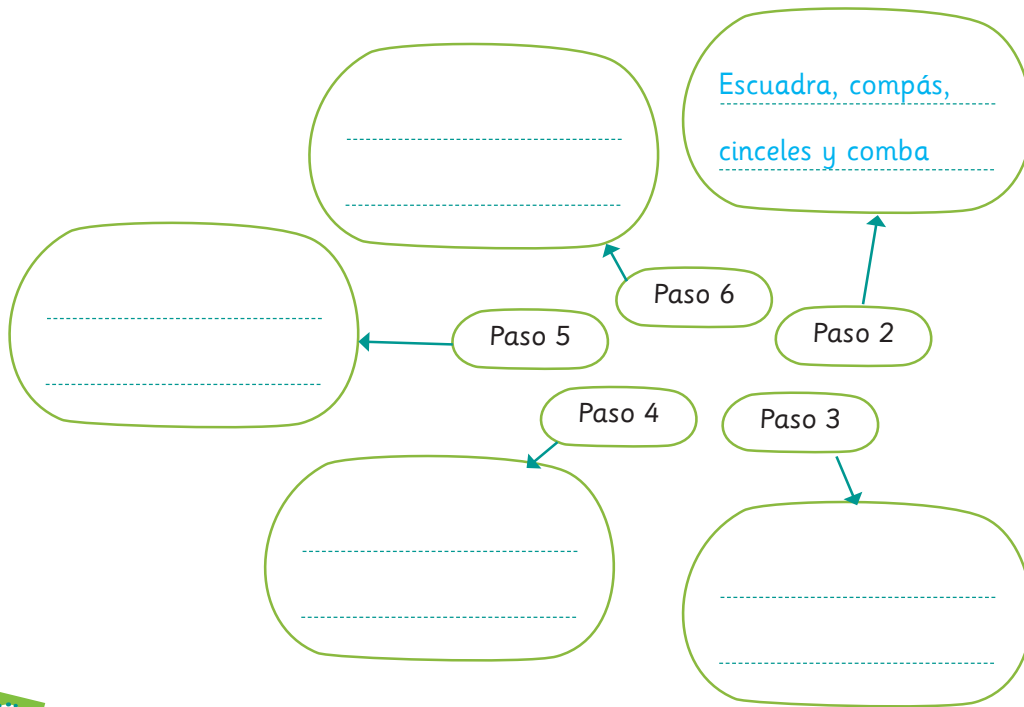 Escuadra, compás,
cinceles y comba
Paso 6
Paso 2
Paso 5
Paso 4
Paso 3